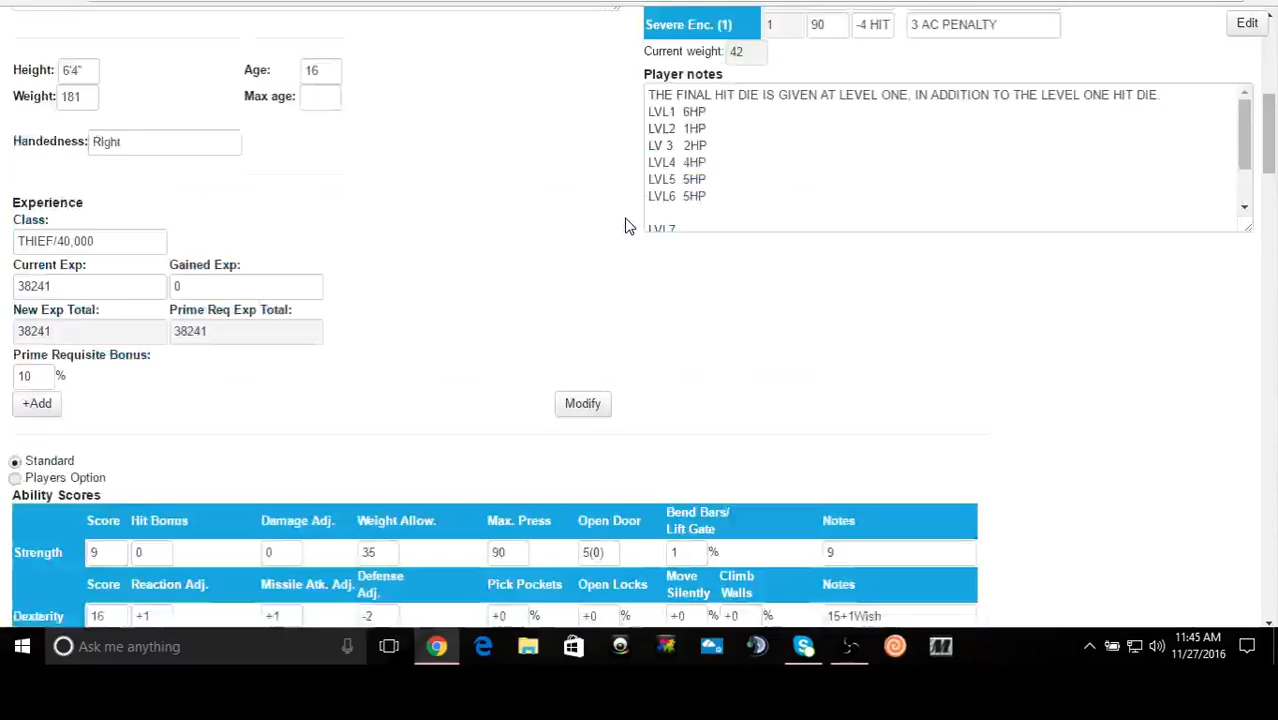 Severe Enc. (1) 1 90 -4 HIT 3 AC PENALTY Edit
Current weight: 42
Height: 6'4" Age: 16
Player notes
Weight: 181 Max age:
THE FINAL HIT DIE IS GIVEN AT LEVEL ONE, IN ADDITION TO THE LEVEL ONE HIT DIE.
LVL1 6HP
LVL2 1HP
Handedness: RIght
LV 3 2HP
LVL4 4HP
LVL5 5HP
LVL6 5HP
LVL7
Experience
Class:
THIEF/40,000
Current Exp: Gained Exp:
38241 0
New Exp Total: Prime Req Exp Total:
38241 38241
Prime Requisite Bonus:
10 %
+Add Modify
Standard
Players Option
Ability Scores
Score Hit Bonus Damage Adj. Weight Allow. Max. Press Open Door Bend Bars/ Lift Gate Notes
Strength 9 0 0 35 90 5(0) 1 % 9
Score Reaction Adj. Missile Atk. Adj. Defense Adj. Pick Pockets Open Locks Move Silently Climb Walls Notes
Dexterity 16 +1 +1 -2 +0 % +0 % +0 % +0 % 15+1Wish
Ask me anything
11:45 AM
11/27/2016